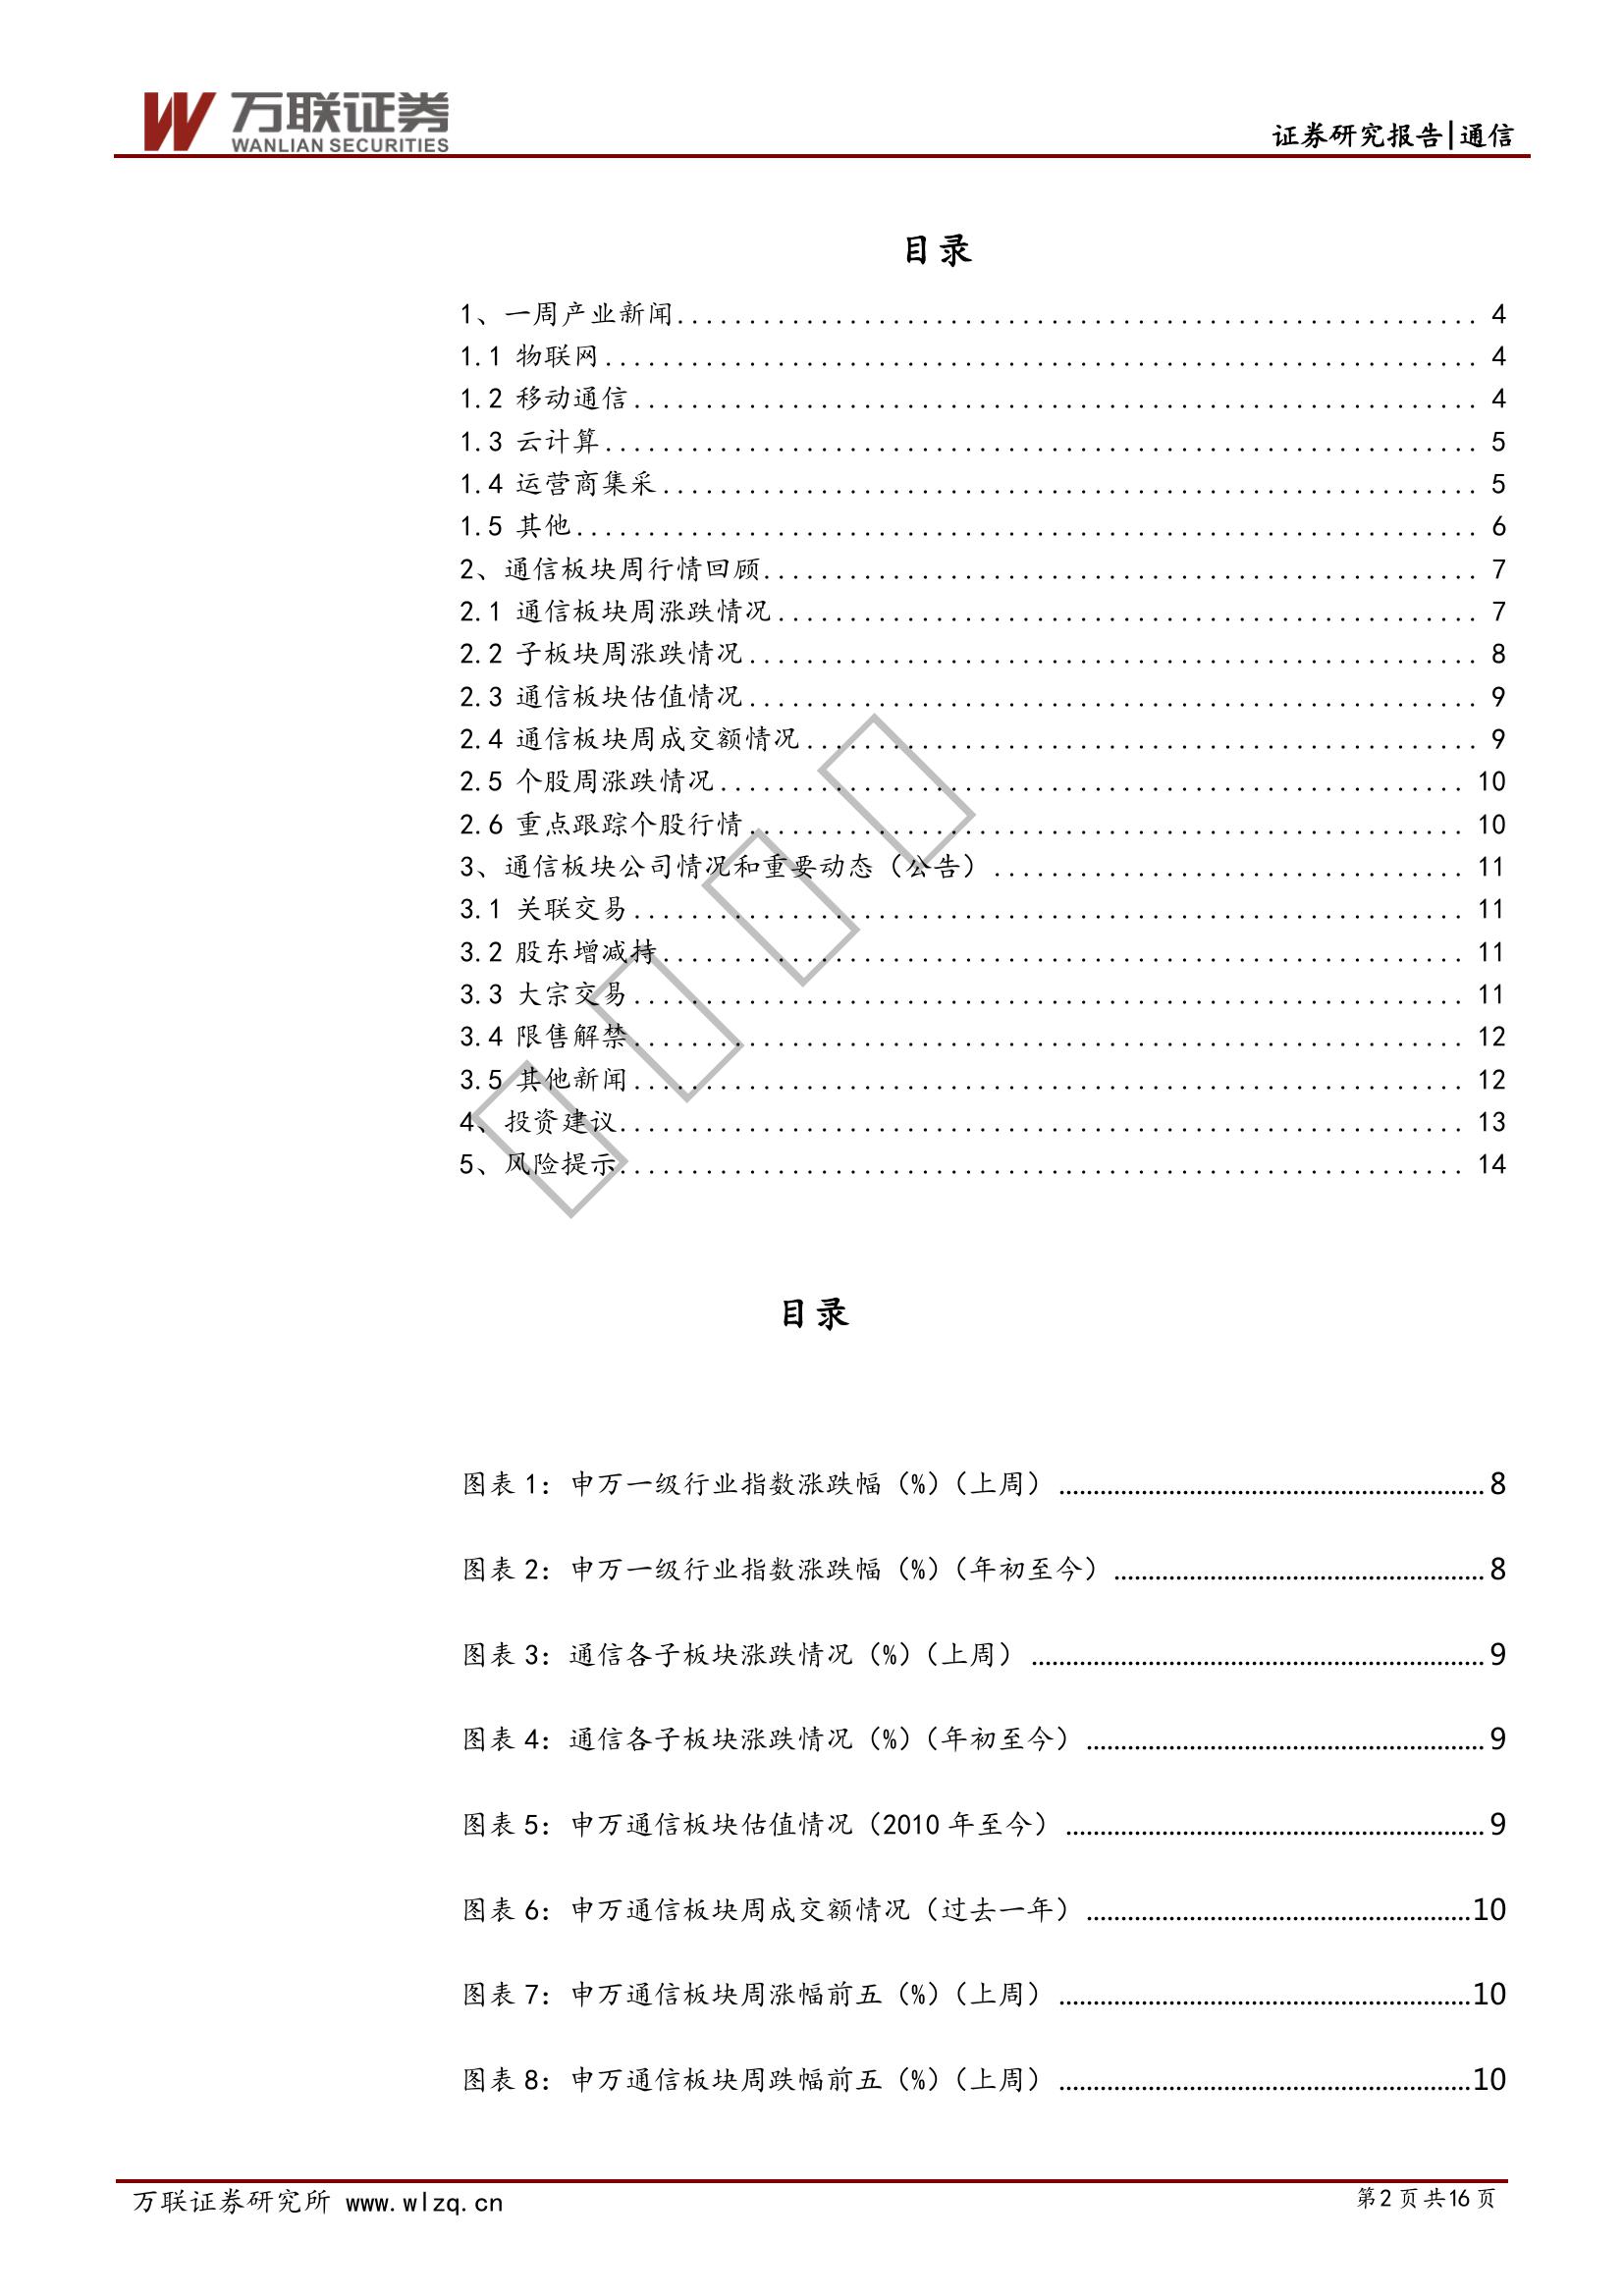 万联证券
WANLIAN SECURITIES
证券研究报告|通信
目录
1、一周产业新闻........................................................ 4
1.1 物联网............................................................. 4
1.2 移动通信........................................................... 4
1.3 云计算............................................................. 5
1.4 运营商集采......................................................... 5
1.5 其他............................................................... 6
2、通信板块周行情回顾.................................................. 7
2.1 通信板块周涨跌情况................................................. 7
2.2 子板块周涨跌情况................................................... 8
2.3 通信板块估值情况................................................... 9
2.4 通信板块周成交额情况............................................... 9
2.5 个股周涨跌情况.................................................... 10
2.6 重点跟踪个股行情.................................................. 10
3、通信板块公司情况和重要动态（公告）................................. 11
3.1 关联交易.......................................................... 11
3.2 股东增减持........................................................ 11
3.3 大宗交易.......................................................... 11
3.4 限售解禁.......................................................... 12
3.5 其他新闻.......................................................... 12
4、投资建议........................................................... 13
5、风险提示........................................................... 14
目录
图表 1：申万一级行业指数涨跌幅（%）（上周）.............................. 8
图表 2：申万一级行业指数涨跌幅（%）（年初至今）.......................... 8
图表 3：通信各子板块涨跌情况（%）（上周）................................ 9
图表 4：通信各子板块涨跌情况（%）（年初至今）............................ 9
图表 5：申万通信板块估值情况（2010 年至今）............................. 9
图表 6：申万通信板块周成交额情况（过去一年）............................ 10
图表 7：申万通信板块周涨幅前五（%）（上周）.............................. 10
图表 8：申万通信板块周跌幅前五（%）（上周）.............................. 10
万联证券研究所 www.wlzq.cn
第 2 页 共 16 页